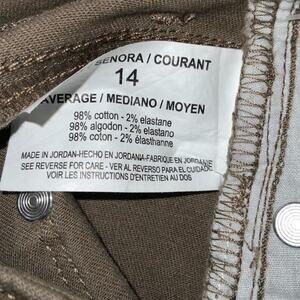 SENORA / COURANT
14
AVERAGE / MEDIANO / MOYEN
98% cotton - 2% elastane
98% algodon - 2% elastano
98% coton - 2% élasthanne
MADE IN JORDAN-HECHO EN JORDANIA-FABRIQUE EN JORDANIE
SEE REVERSE FOR CARE - VER AL REVERSO PARA EL CUIDADO
VOIR LES INSTRUCTIONS D'ENTRETIEN AU DOS